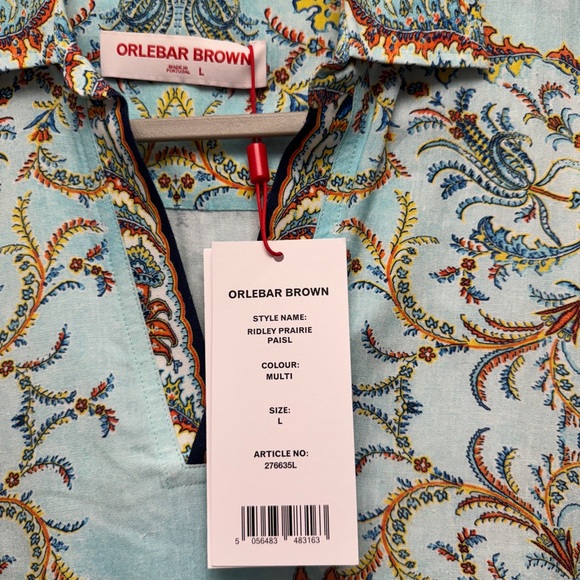 ORLEBAR BROWN
MADE IN
PORTUGAL L
ORLEBAR BROWN
STYLE NAME:
RIDLEY PRAIRIE
PAISL
COLOUR:
MULTI
SIZE:
L
ARTICLE NO:
276635L
5 056483 483163